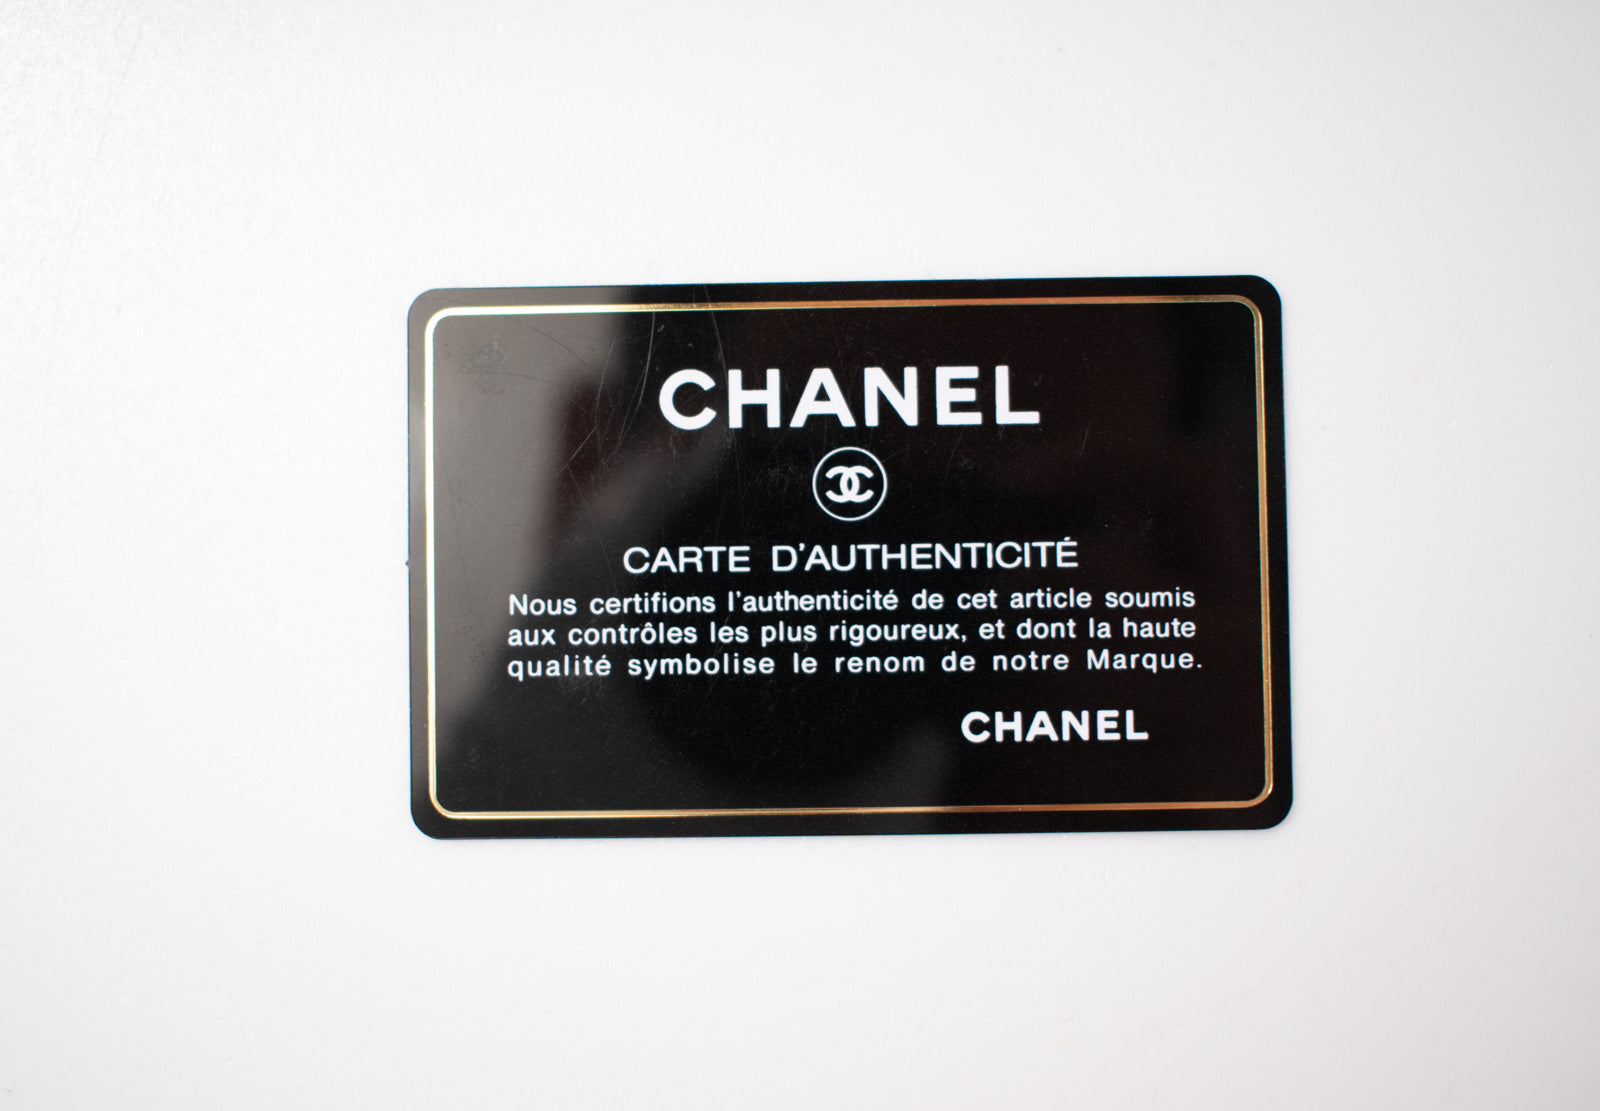 CHANEL
CARTE D'AUTHENTICITÉ
Nous certifions l'authenticité de cet article soumis
aux contrôles les plus rigoureux, et dont la haute
qualité symbolise le renom de notre Marque.
CHANEL